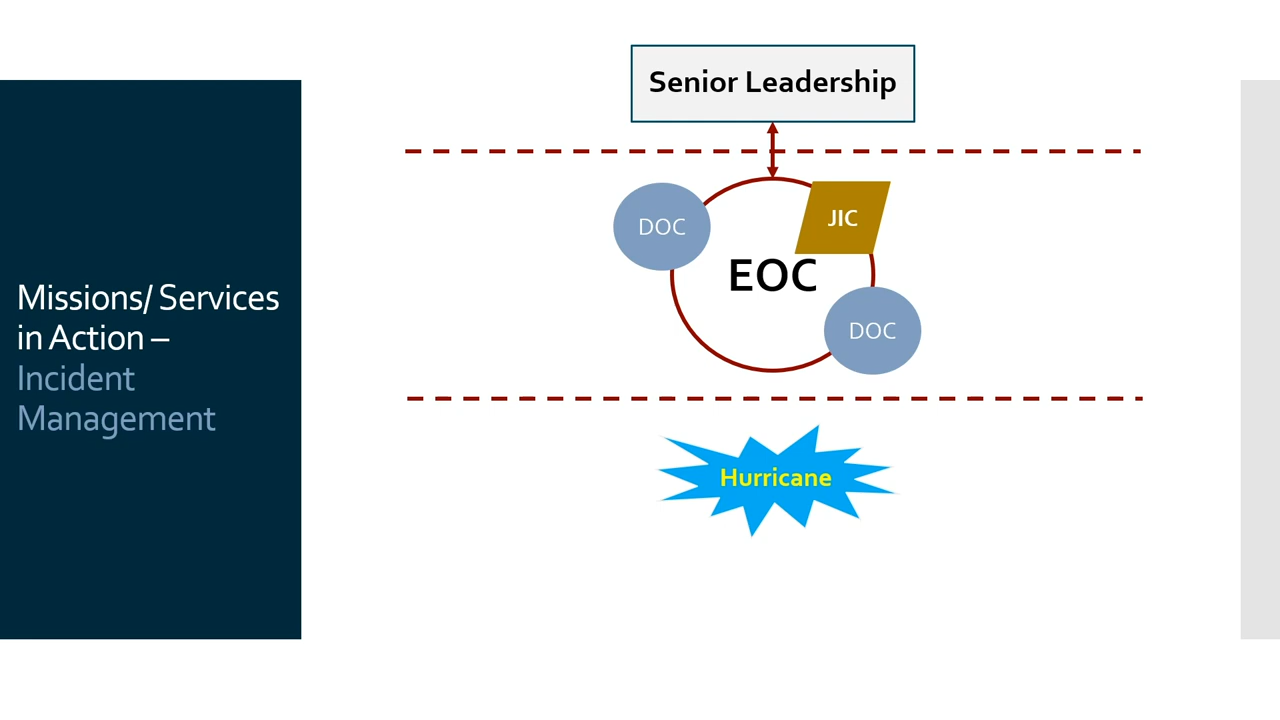 Senior Leadership
DOC
JIC
EOC
DOC
Missions/ Services
in Action –
Incident
Management
Hurricane